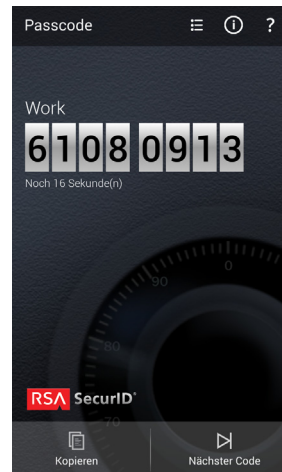 Passcode
Work
6108 0913
Noch 16 Sekunde(n)
0
90
80
RSA SecurID®
70
Kopieren
Nächster Code